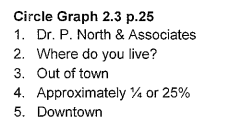 Circle Graph 2.3 p.25
1. Dr. P. North & Associates
2. Where do you live?
3. Out of town
4. Approximately ¼ or 25%
5. Downtown